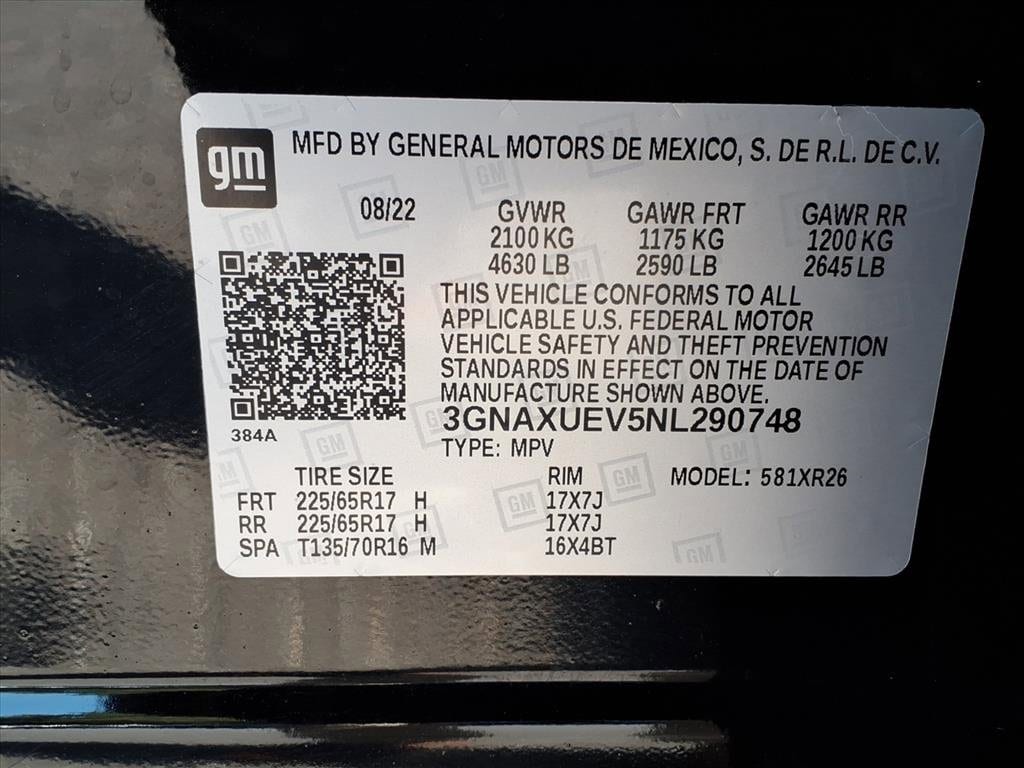 gm
MFD BY GENERAL MOTORS DE MEXICO, S. DE R.L. DE C.V.
08/22 GVWR GAWR FRT GAWR RR
2100 KG 1175 KG 1200 KG
4630 LB 2590 LB 2645 LB
THIS VEHICLE CONFORMS TO ALL
APPLICABLE U.S. FEDERAL MOTOR
VEHICLE SAFETY AND THEFT PREVENTION
STANDARDS IN EFFECT ON THE DATE OF
MANUFACTURE SHOWN ABOVE.
3GNAXUEV5NL290748
384A
TYPE: MPV
TIRE SIZE RIM MODEL: 581XR26
FRT 225/65R17 H 17X7J
RR 225/65R17 H 17X7J
SPA T135/70R16 M 16X4BT